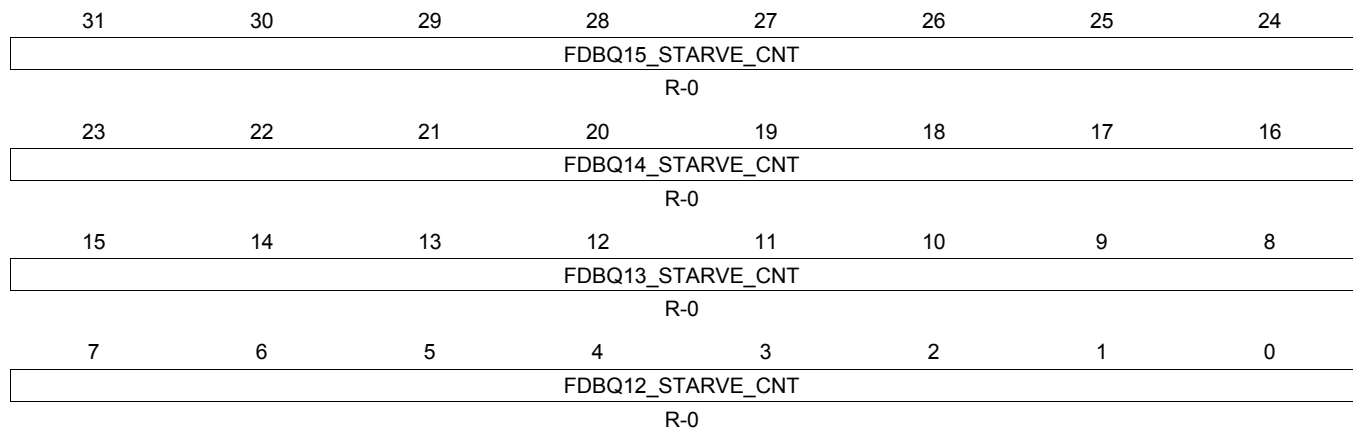 31 30 29 28 27 26 25 24
FDBQ15_STARVE_CNT
R-0
23 22 21 20 19 18 17 16
FDBQ14_STARVE_CNT
R-0
15 14 13 12 11 10 9 8
FDBQ13_STARVE_CNT
R-0
7 6 5 4 3 2 1 0
FDBQ12_STARVE_CNT
R-0